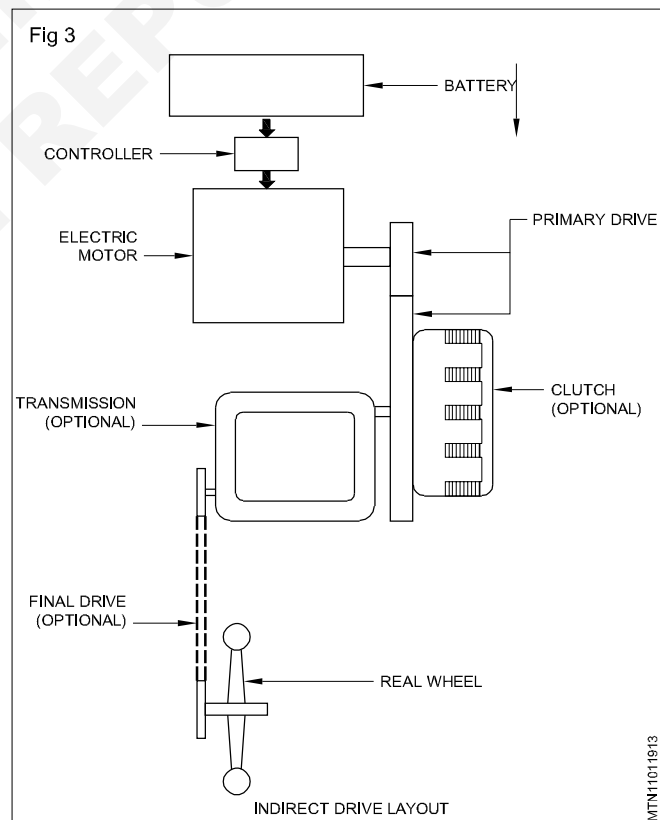 Fig 3
BATTERY
CONTROLLER
PRIMARY DRIVE
ELECTRIC
MOTOR
CLUTCH
(OPTIONAL)
TRANSMISSION
(OPTIONAL)
FINAL DRIVE
(OPTIONAL)
REAL WHEEL
INDIRECT DRIVE LAYOUT
MTN11011913